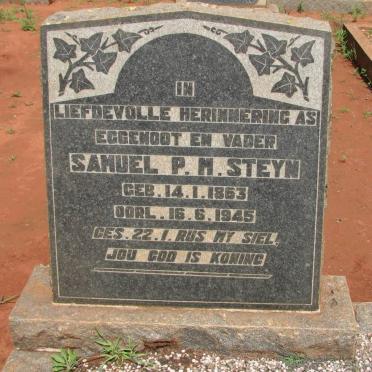 IN
LIEFDEVOLLE HERINNERING AS
EGGENOOT EN VADER
SAMUEL P. M. STEYN
GEB. 14.1.1863
OORL. 16.6.1945
GES. 22.1. RUS MY SIEL,
JOU GOD IS KONING